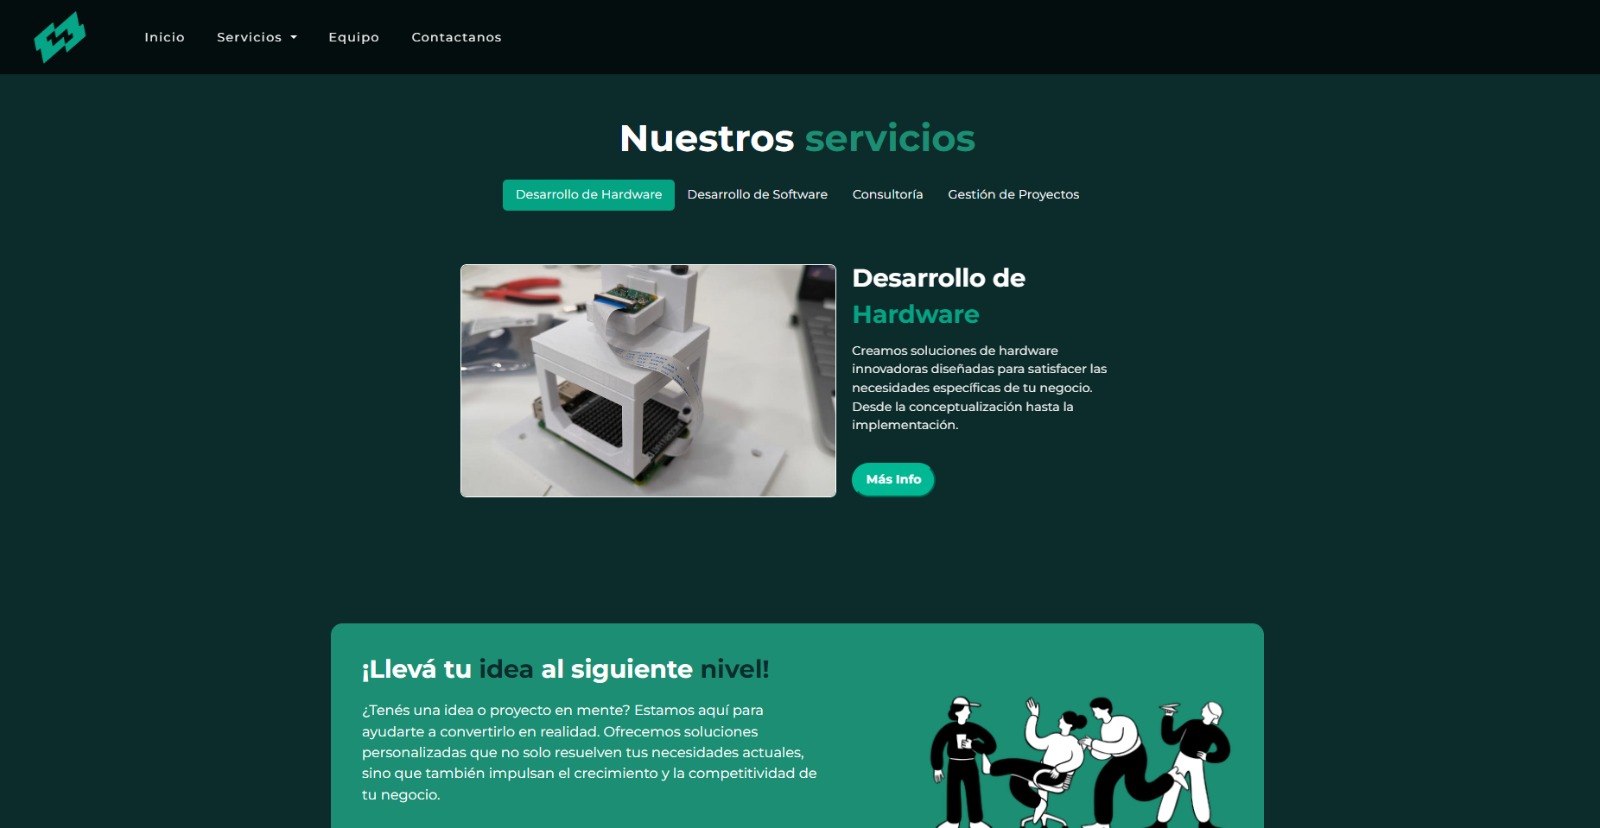 Inicio
Servicios
Equipo
Contactanos
Nuestros servicios
Desarrollo de Hardware
Desarrollo de Software
Consultoría
Gestión de Proyectos
Desarrollo de
Hardware
Creamos soluciones de hardware
innovadoras diseñadas para satisfacer las
necesidades específicas de tu negocio.
Desde la conceptualización hasta la
implementación.
Más Info
¡Llevá tu idea al siguiente nivel!
¿Tenés una idea o proyecto en mente? Estamos aquí para
ayudarte a convertirlo en realidad. Ofrecemos soluciones
personalizadas que no solo resuelven tus necesidades actuales,
sino que también impulsan el crecimiento y la competitividad de
tu negocio.